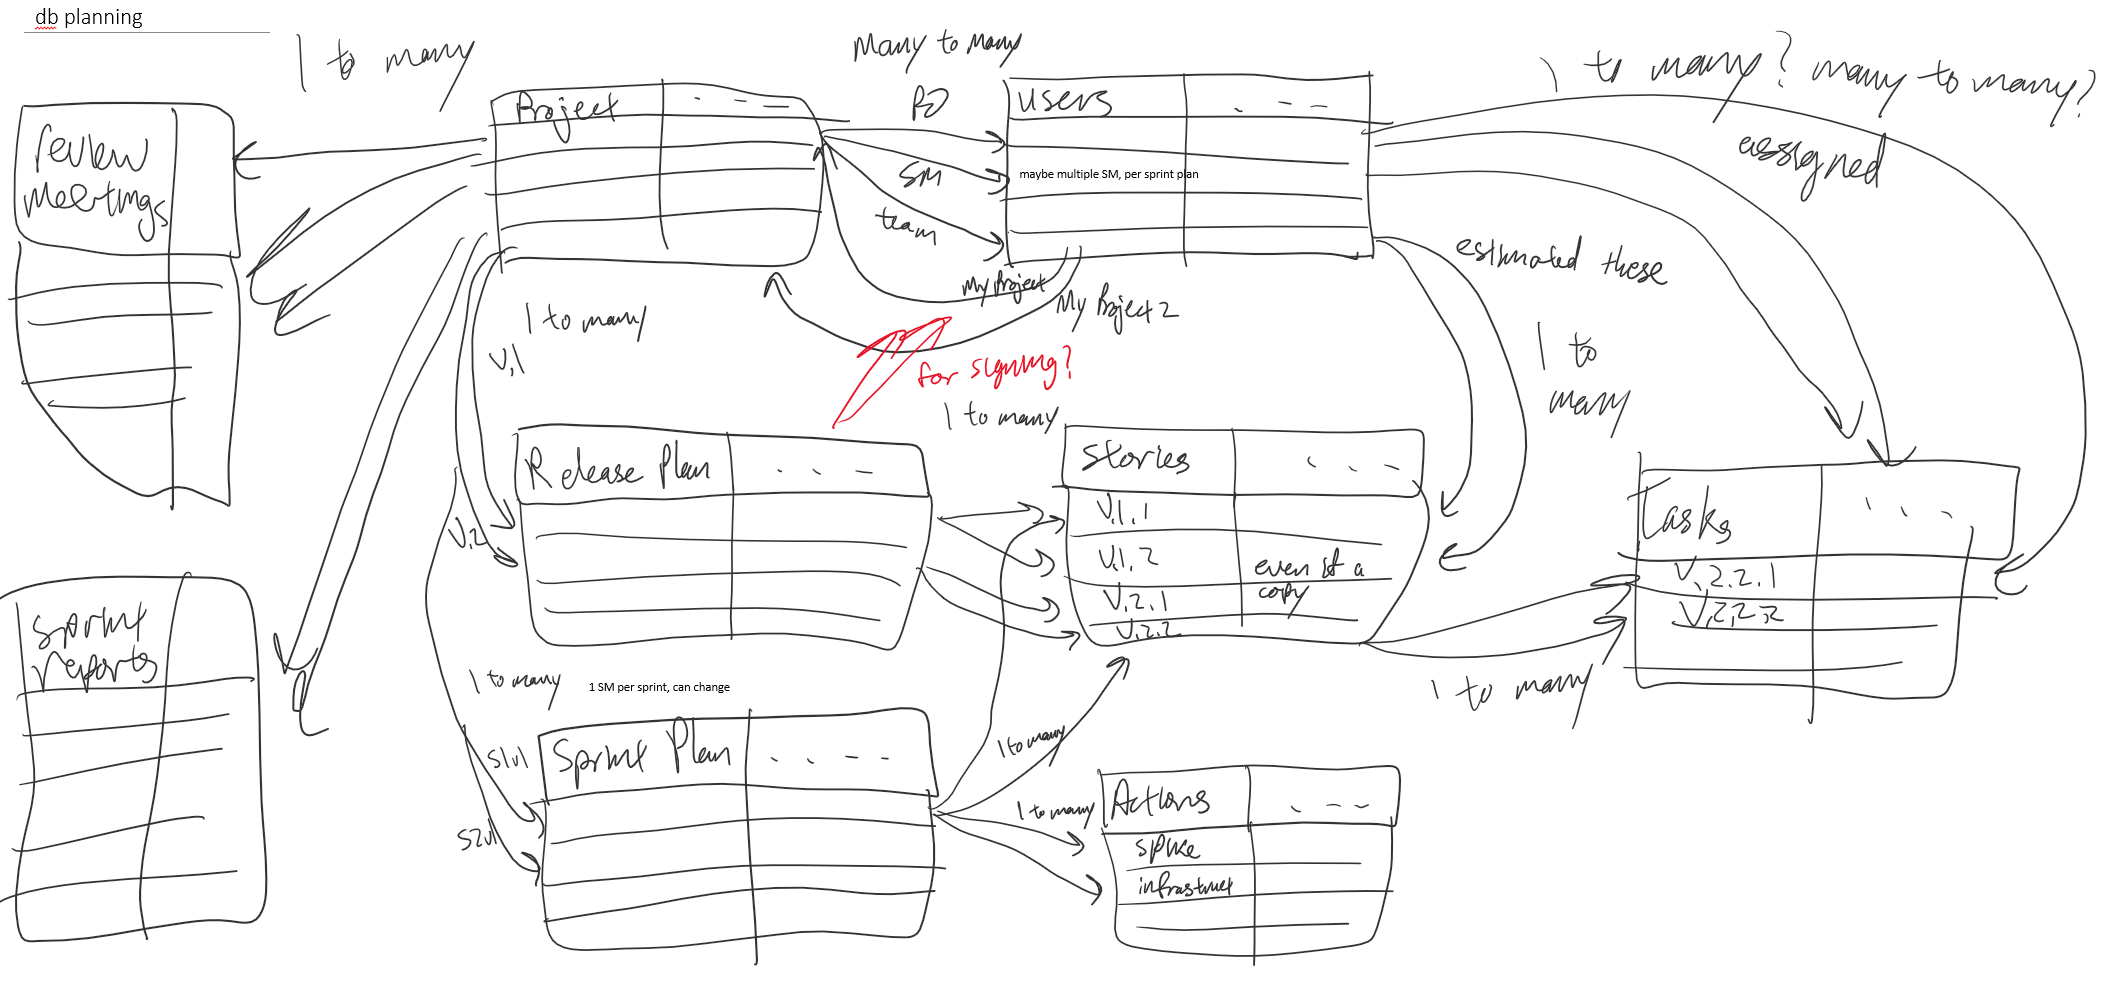 db planning
1 to many
Many to Many
1 to many? many to many?
Project
PO
users
assigned
review
meetings
SM
maybe multiple SM, per sprint plan
team
estimated these
My Project
My Project 2
1 to many
V.1
for signing?
1 to
many
1 to many
Release Plan
Stories
V.1.1
V.2
V.1.2
even if a
copy
V.2.1
V.2.2
Tasks
V.2.2.1
V.2.2.2
sprint
reports
1 to many
1 SM per sprint, can change
1 to many
S1V1
Sprint Plan
1 to many
S2V1
1 to many
Actions
spike
infrastruct